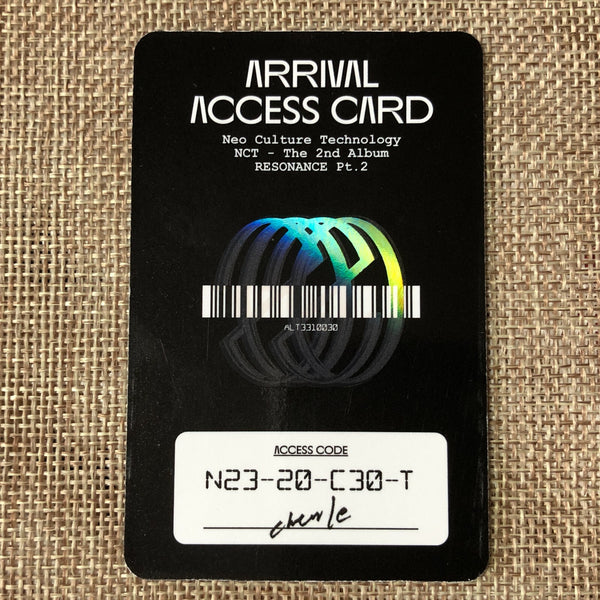 ARRIVAL
ACCESS CARD
Neo Culture Technology
NCT - The 2nd Album
RESONANCE Pt.2
ALT3310030
ACCESS CODE
N23-20-C30-T
chenle